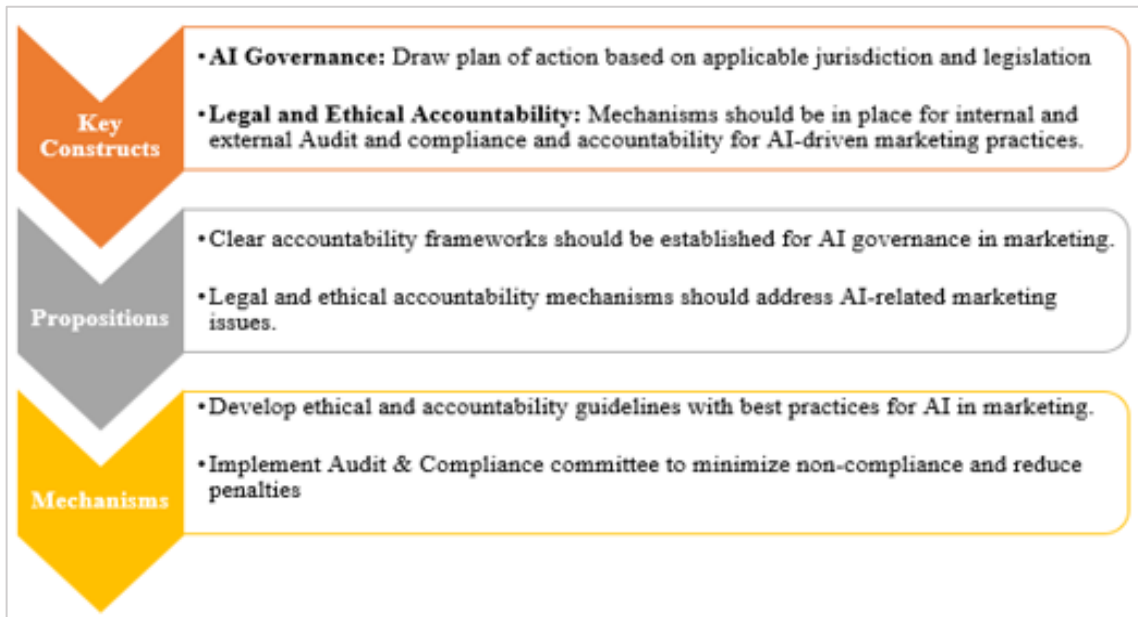 Key
Constructs
•AI Governance: Draw plan of action based on applicable jurisdiction and legislation
•Legal and Ethical Accountability: Mechanisms should be in place for internal and
external Audit and compliance and accountability for AI-driven marketing practices.
Propositions
•Clear accountability frameworks should be established for AI governance in marketing.
•Legal and ethical accountability mechanisms should address AI-related marketing
issues.
Mechanisms
•Develop ethical and accountability guidelines with best practices for AI in marketing.
•Implement Audit & Compliance committee to minimize non-compliance and reduce
penalties